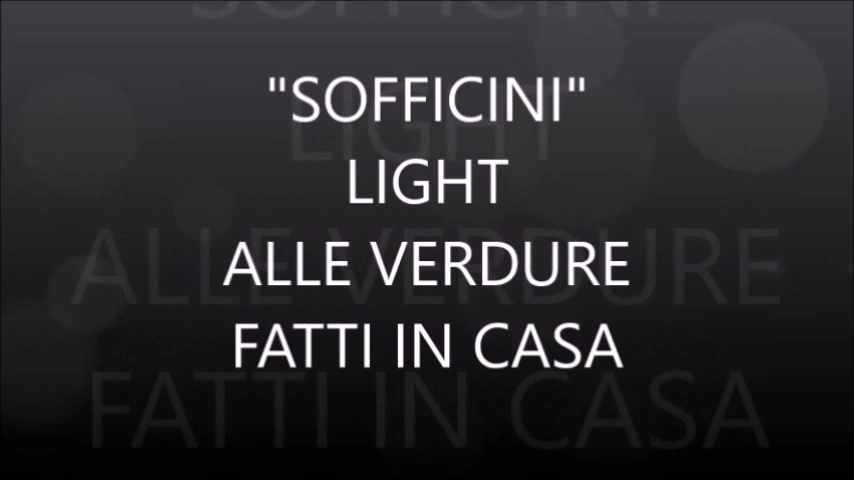 "SOFFICINI"
LIGHT
ALLE VERDURE
FATTI IN CASA